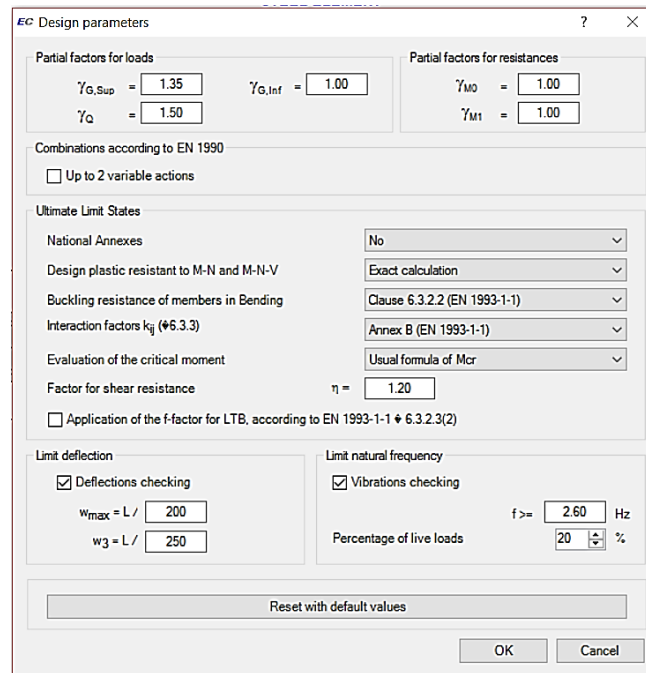 EC Design parameters ? ×
Partial factors for loads
γG,Sup = 1.35 γG,Inf = 1.00
γQ = 1.50
Partial factors for resistances
γM0 = 1.00
γM1 = 1.00
Combinations according to EN 1990
Up to 2 variable actions
Ultimate Limit States
National Annexes No
Design plastic resistant to M-N and M-N-V Exact calculation
Buckling resistance of members in Bending Clause 6.3.2.2 (EN 1993-1-1)
Interaction factors kij (�6.3.3) Annex B (EN 1993-1-1)
Evaluation of the critical moment Usual formula of Mcr
Factor for shear resistance η = 1.20
Application of the f-factor for LTB, according to EN 1993-1-1 � 6.3.2.3(2)
Limit deflection
Deflections checking
wmax = L / 200
w3 = L / 250
Limit natural frequency
Vibrations checking
f >= 2.60 Hz
Percentage of live loads 20 %
Reset with default values
OK Cancel